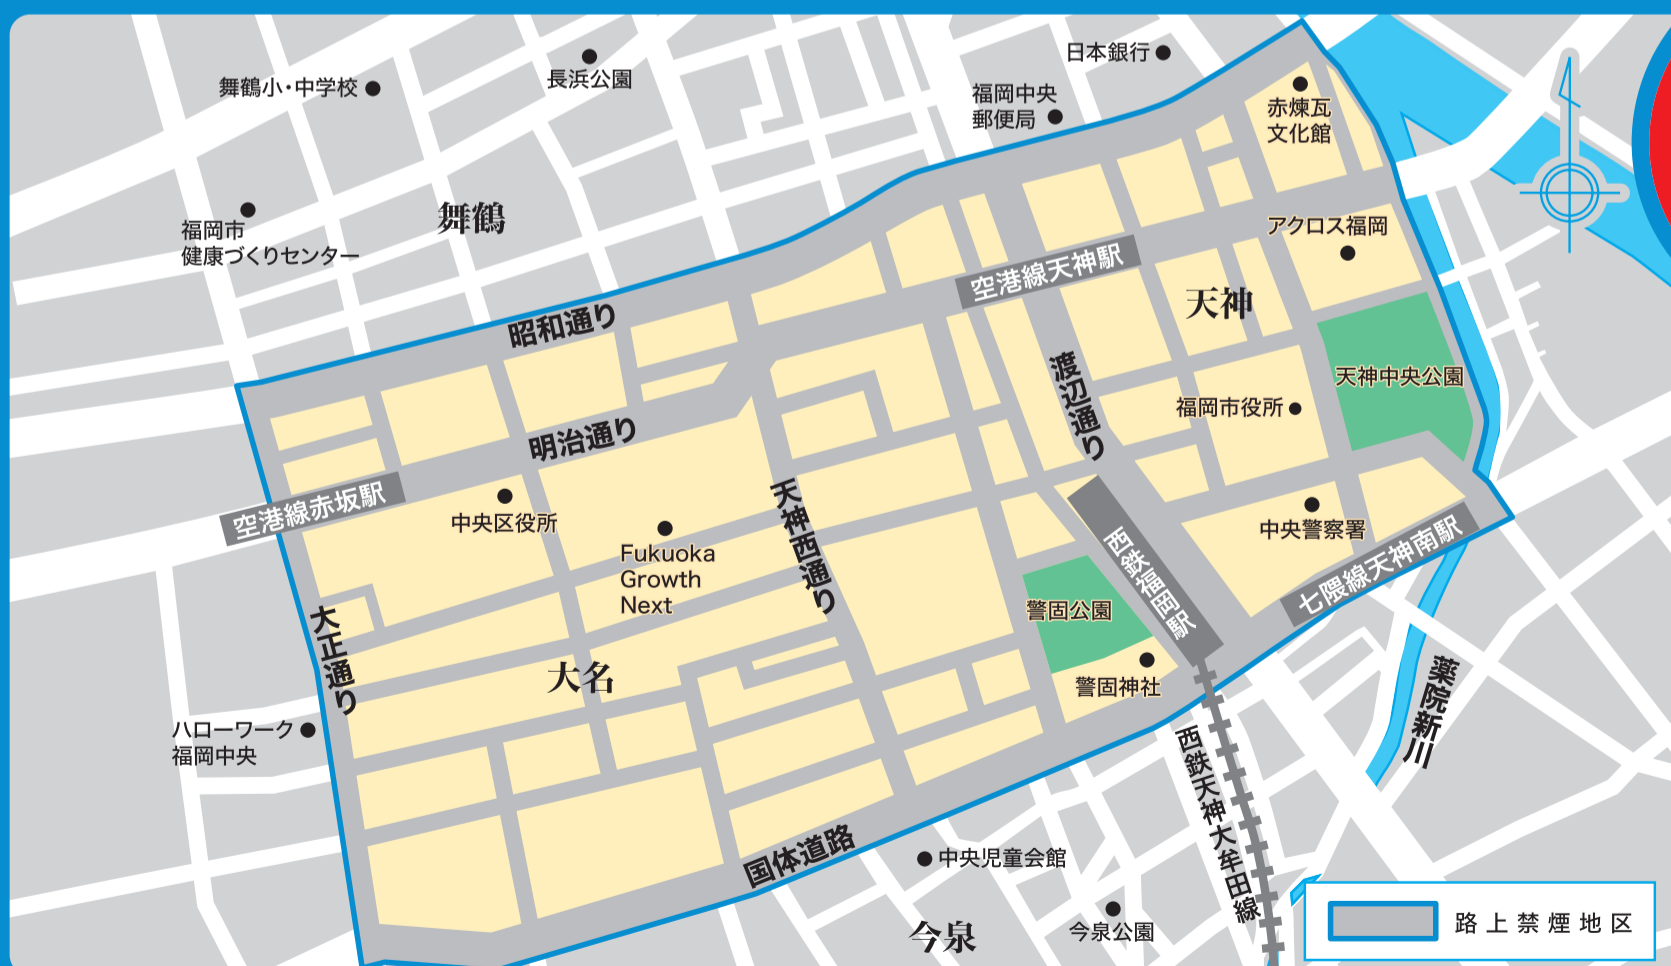 日本銀行
長浜公園
舞鶴小・中学校
福岡中央
郵便局
赤煉瓦
文化館
舞鶴
福岡市
健康づくりセンター
アクロス福岡
空港線天神駅
天神
昭和通り
渡辺通り
天神中央公園
福岡市役所
明治通り
空港線赤坂駅
中央区役所
天神西通り
Fukuoka
Growth
Next
西鉄福岡駅
中央警察署
七隈線天神南駅
警固公園
大正通り
大名
警固神社
薬院新川
ハローワーク
福岡中央
西鉄天神大牟田線
国体道路
中央児童会館
今泉
今泉公園
路上禁煙地区